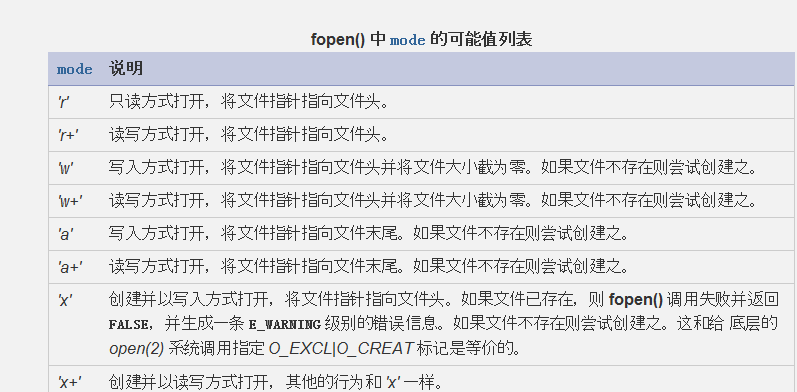 fopen() 中 mode 的可能值列表
mode 说明
'r' 只读方式打开，将文件指针指向文件头。
'r+' 读写方式打开，将文件指针指向文件头。
'w' 写入方式打开，将文件指针指向文件头并将文件大小截为零。如果文件不存在则尝试创建之。
'w+' 读写方式打开，将文件指针指向文件头并将文件大小截为零。如果文件不存在则尝试创建之。
'a' 写入方式打开，将文件指针指向文件末尾。如果文件不存在则尝试创建之。
'a+' 读写方式打开，将文件指针指向文件末尾。如果文件不存在则尝试创建之。
'x' 创建并以写入方式打开，将文件指针指向文件头。如果文件已存在，则 fopen() 调用失败并返回
FALSE，并生成一条 E_WARNING 级别的错误信息。如果文件不存在则尝试创建之。这和给 底层的
open(2) 系统调用指定 O_EXCL|O_CREAT 标记是等价的。
'x+' 创建并以读写方式打开，其他的行为和 'x' 一样。